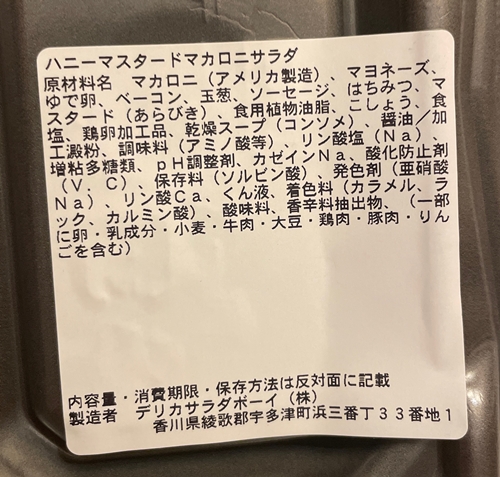 ハニーマスタードマカロニサラダ
原材料名 マカロニ（アメリカ製造）、マヨネーズ、
ゆで卵、ベーコン、玉葱、ソーセージ、はちみつ、マ
スタード（あらびき）、食用植物油脂、こしょう、食
塩、鶏卵加工品、乾燥スープ（コンソメ）、醤油／加
工澱粉、調味料（アミノ酸等）、リン酸塩（Ｎａ）、
増粘多糖類、ｐＨ調整剤、カゼインＮａ、酸化防止剤
（Ｖ．Ｃ）、保存料（ソルビン酸）、発色剤（亜硝酸
Ｎａ）、リン酸Ｃａ、くん液、着色料（カラメル、ラ
ック、カルミン酸）、酸味料、香辛料抽出物、（一部
に卵・乳成分・小麦・牛肉・大豆・鶏肉・豚肉・りん
ごを含む）
内容量・消費期限・保存方法は反対面に記載
製造者 デリカサラダボーイ（株）
香川県綾歌郡宇多津町浜三番丁３３番地１